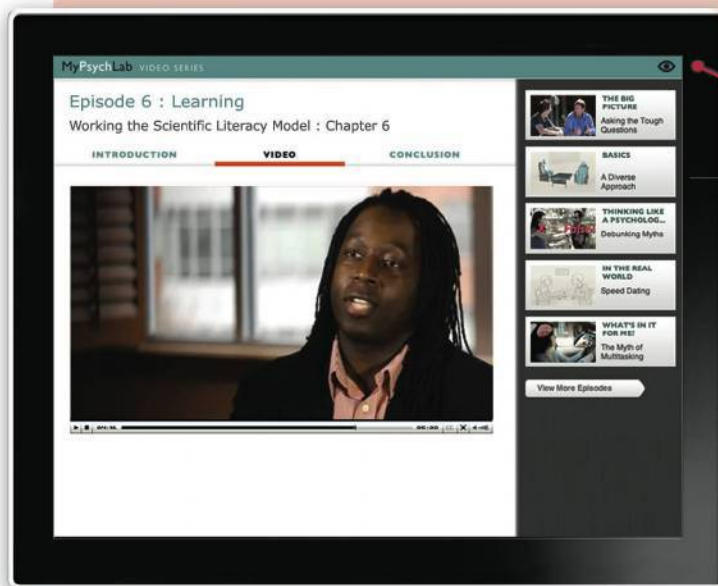 MyPsychLab VIDEO SERIES
Episode 6 : Learning
Working the Scientific Literacy Model : Chapter 6
INTRODUCTION VIDEO CONCLUSION
THE BIG PICTURE
Asking the Tough Questions
BASICS
A Diverse Approach
THINKING LIKE A PSYCHOLOG...
Debunking Myths
IN THE REAL WORLD
Speed Dating
WHAT'S IN IT FOR ME?
The Myth of Multitasking
View More Episodes